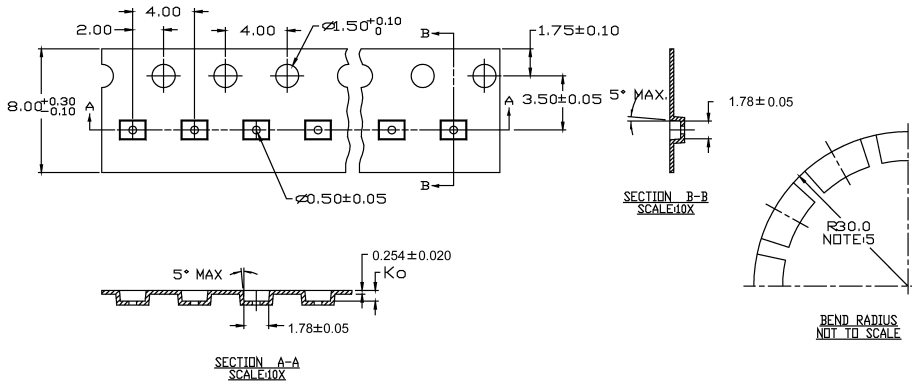 4.00
2.00
4.00
Ø1.50 +0.10 0
B
1.75±0.10
8.00 +0.30 -0.10
A
A
3.50±0.05
B
Ø0.50±0.05
5° MAX.
1.78±0.05
SECTION B-B
SCALE:10X
R30.0
NOTE:5
BEND RADIUS
NOT TO SCALE
5° MAX
0.254±0.020
Ko
1.78±0.05
SECTION A-A
SCALE:10X